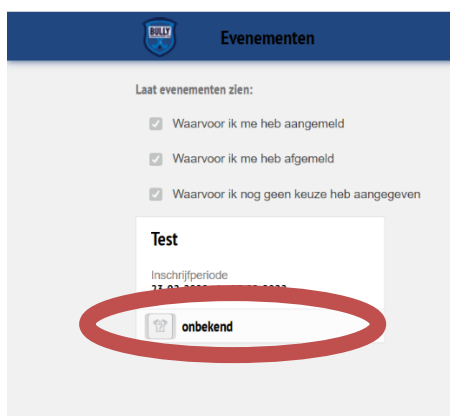 BULLY
Evenementen
Laat evenementen zien:
Waarvoor ik me heb aangemeld
Waarvoor ik me heb afgemeld
Waarvoor ik nog geen keuze heb aangegeven
Test
Inschrijfperiode
onbekend